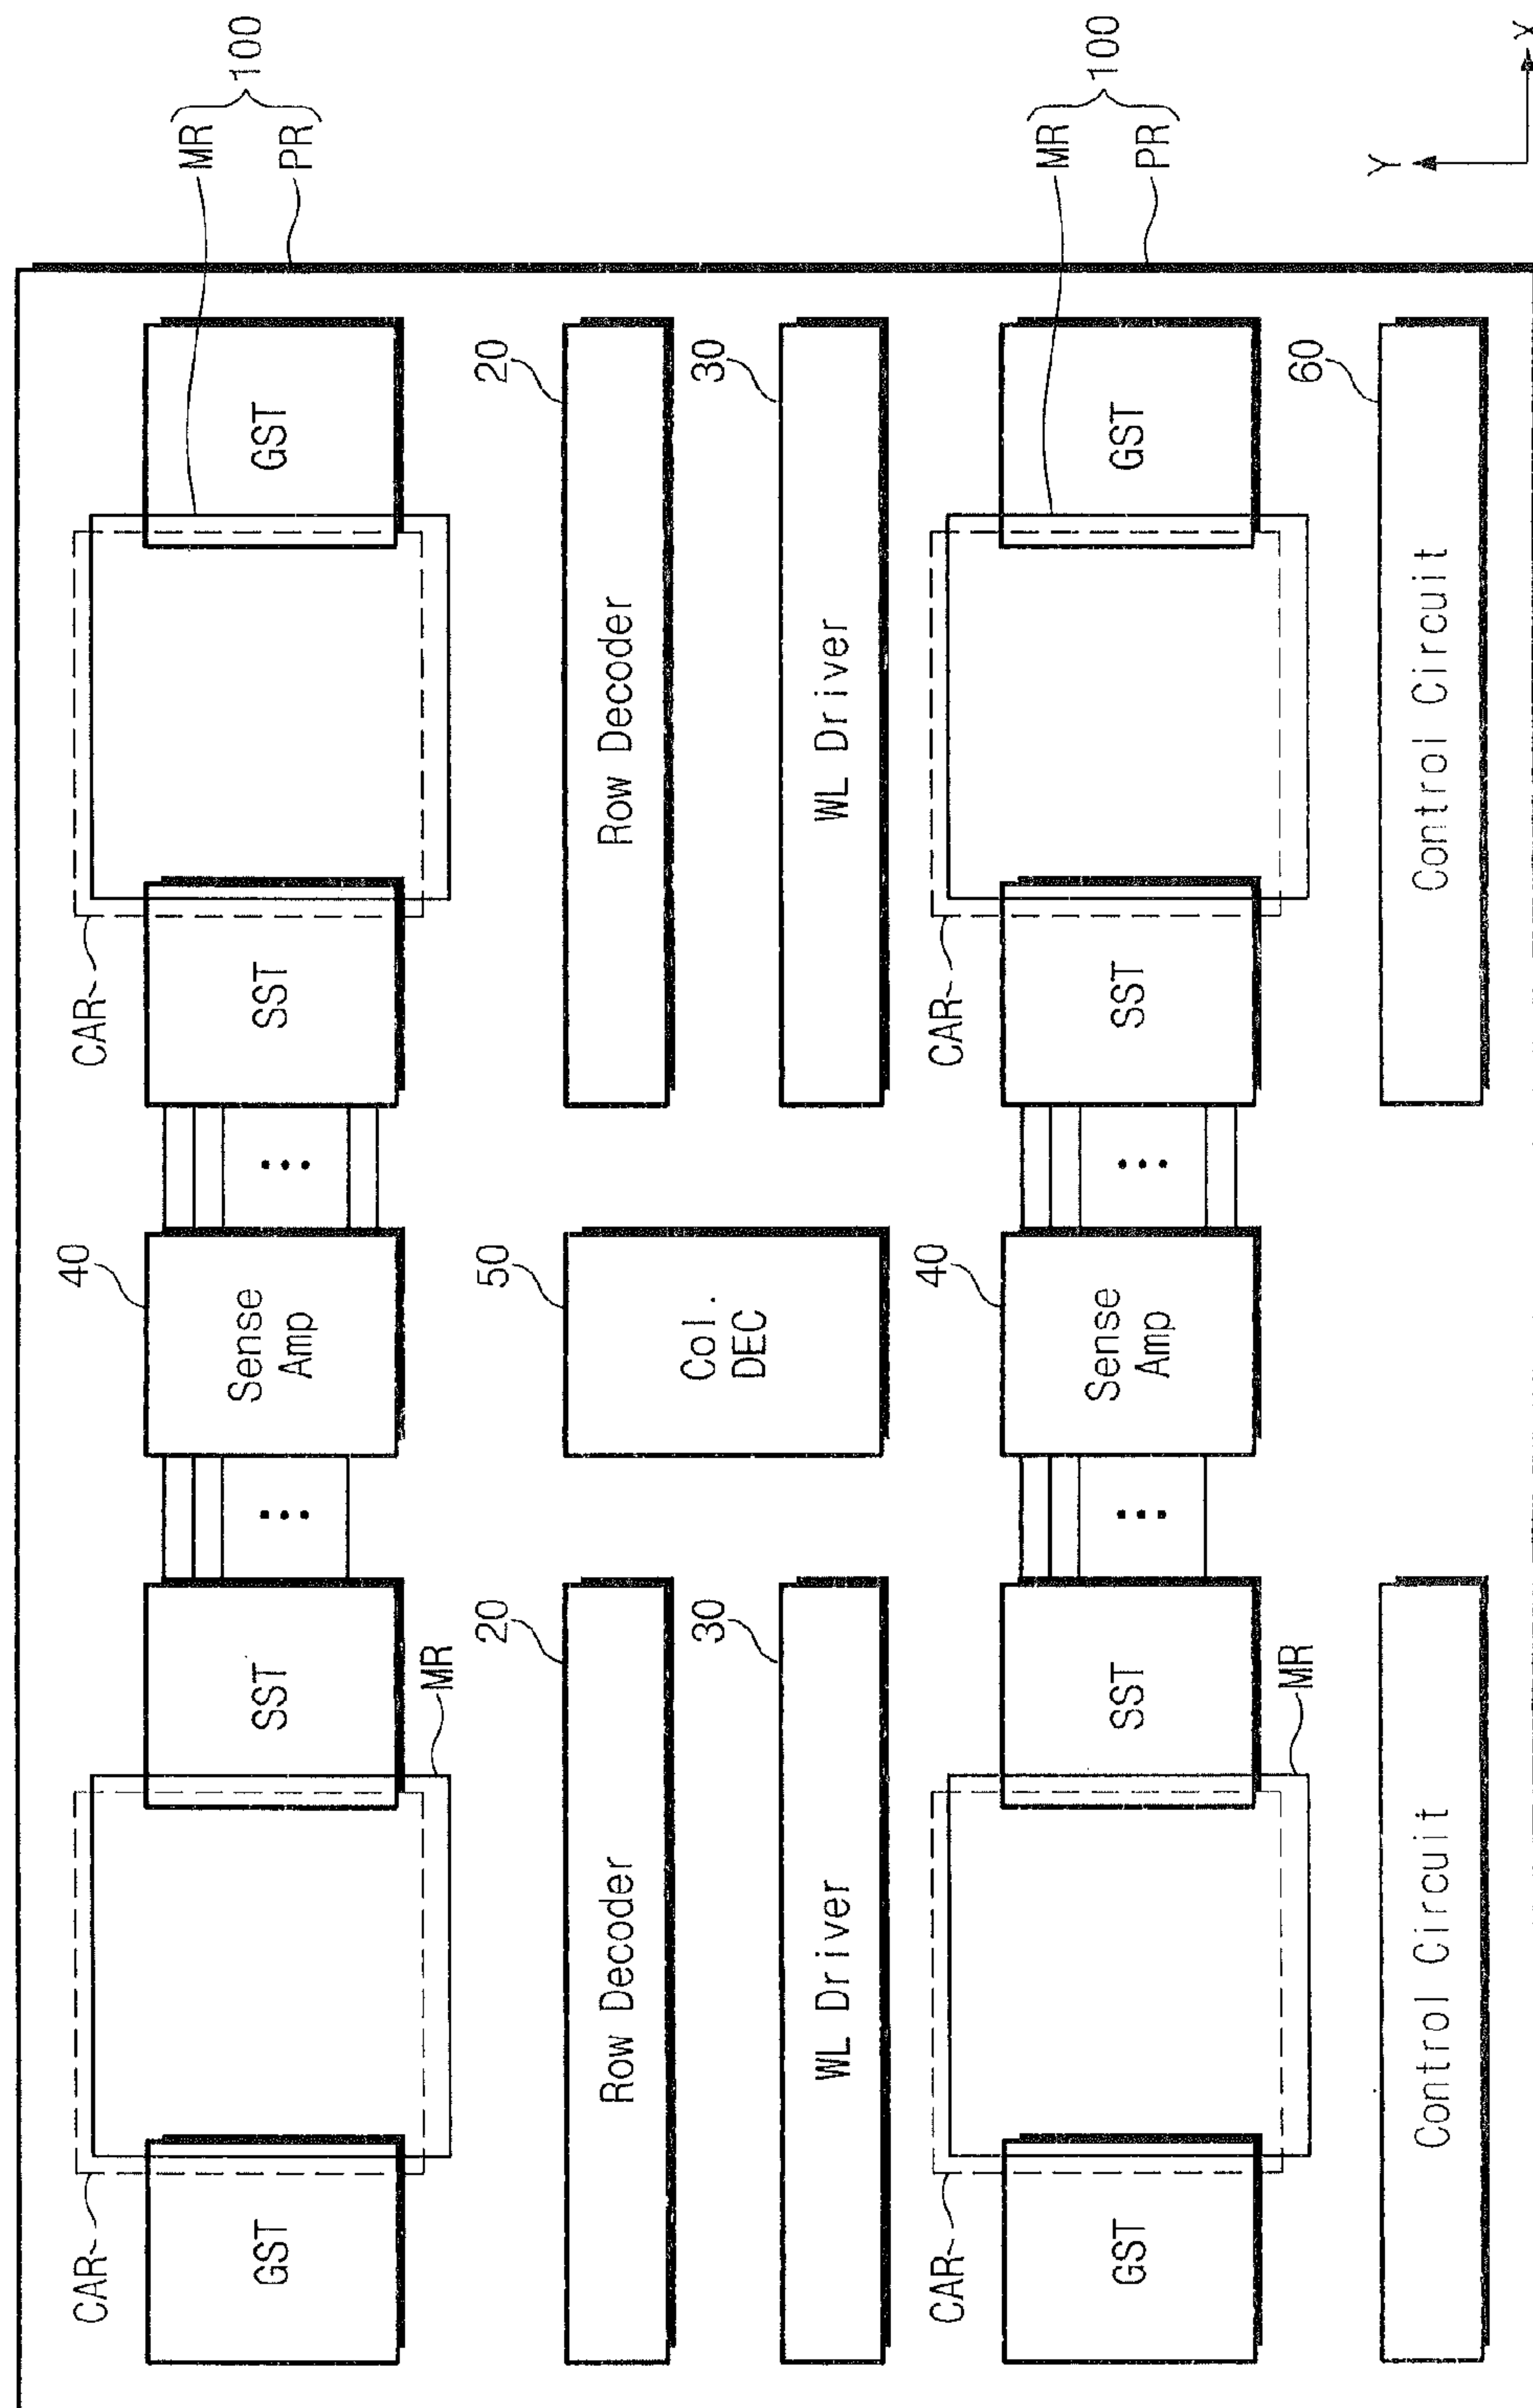 CAR
40
CAR
MR
100
PR
GST
SST
Sense
Amp
SST
GST
MR
20
50
20
Row Decoder
Col.
DEC
Row Decoder
30
30
WL Driver
WL Driver
CAR
40
CAR
MR
100
PR
GST
SST
Sense
Amp
SST
GST
MR
60
Control Circuit
Control Circuit
Y
X